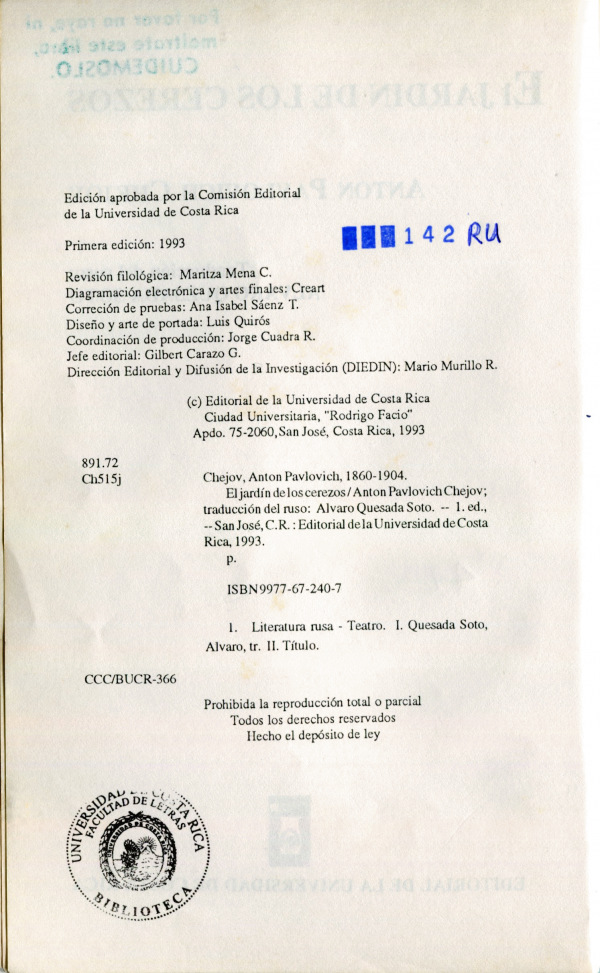 Edición aprobada por la Comisión Editorial
de la Universidad de Costa Rica
Primera edición: 1993
142 RU
Revisión filológica: Maritza Mena C.
Diagramación electrónica y artes finales: Creart
Correción de pruebas: Ana Isabel Sáenz T.
Diseño y arte de portada: Luis Quirós
Coordinación de producción: Jorge Cuadra R.
Jefe editorial: Gilbert Carazo G.
Dirección Editorial y Difusión de la Investigación (DIEDIN): Mario Murillo R.
(c) Editorial de la Universidad de Costa Rica
Ciudad Universitaria, "Rodrigo Facio"
Apdo. 75-2060, San José, Costa Rica, 1993
891.72
Ch515j
Chejov, Anton Pavlovich, 1860-1904.
El jardín de los cerezos / Anton Pavlovich Chejov;
traducción del ruso: Alvaro Quesada Soto. -- 1. ed.,
-- San José, C.R. : Editorial de la Universidad de Costa
Rica, 1993.
p.
ISBN 9977-67-240-7
1. Literatura rusa - Teatro. I. Quesada Soto,
Alvaro, tr. II. Título.
CCC/BUCR-366
Prohibida la reproducción total o parcial
Todos los derechos reservados
Hecho el depósito de ley
UNIVERSIDAD DE COSTA RICA
FACULTAD DE LETRAS
BIBLIOTECA